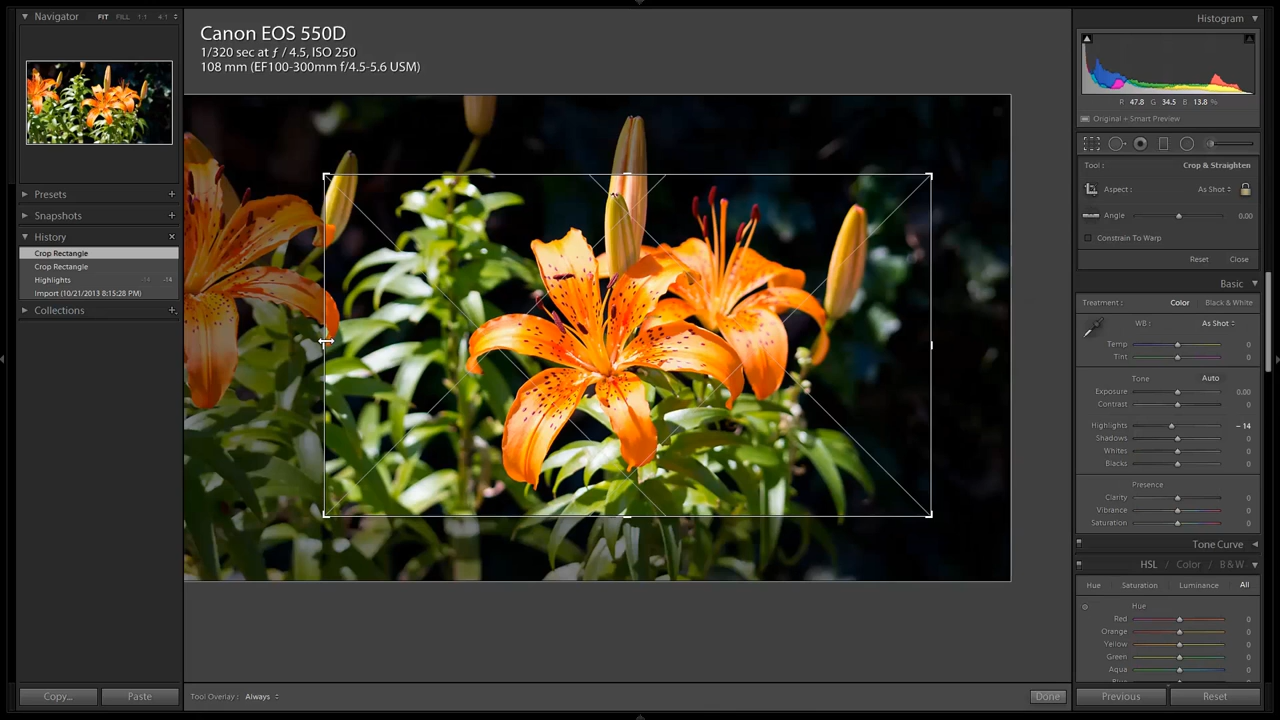 Navigator
FIT
FILL
1:1
4:1
Canon EOS 550D
1/320 sec at ƒ / 4.5, ISO 250
108 mm (EF100-300mm f/4.5-5.6 USM)
Presets
Snapshots
History
Crop Rectangle
Crop Rectangle
Highlights -14 -14
Import (10/21/2013 8:15:28 PM)
Collections
Copy...
Paste
Tool Overlay : Always
Done
Histogram
R 47.8 G 34.5 B 13.8 %
Original + Smart Preview
Tool : Crop & Straighten
Aspect : As Shot
Angle 0.00
Constrain To Warp
Reset Close
Basic
Treatment : Color Black & White
WB : As Shot
Temp 0
Tint 0
Tone Auto
Exposure 0.00
Contrast 0
Highlights – 14
Shadows 0
Whites 0
Blacks 0
Presence
Clarity 0
Vibrance 0
Saturation 0
Tone Curve
HSL / Color / B & W
Hue Saturation Luminance All
Hue
Red 0
Orange 0
Yellow 0
Green 0
Aqua 0
Previous
Reset